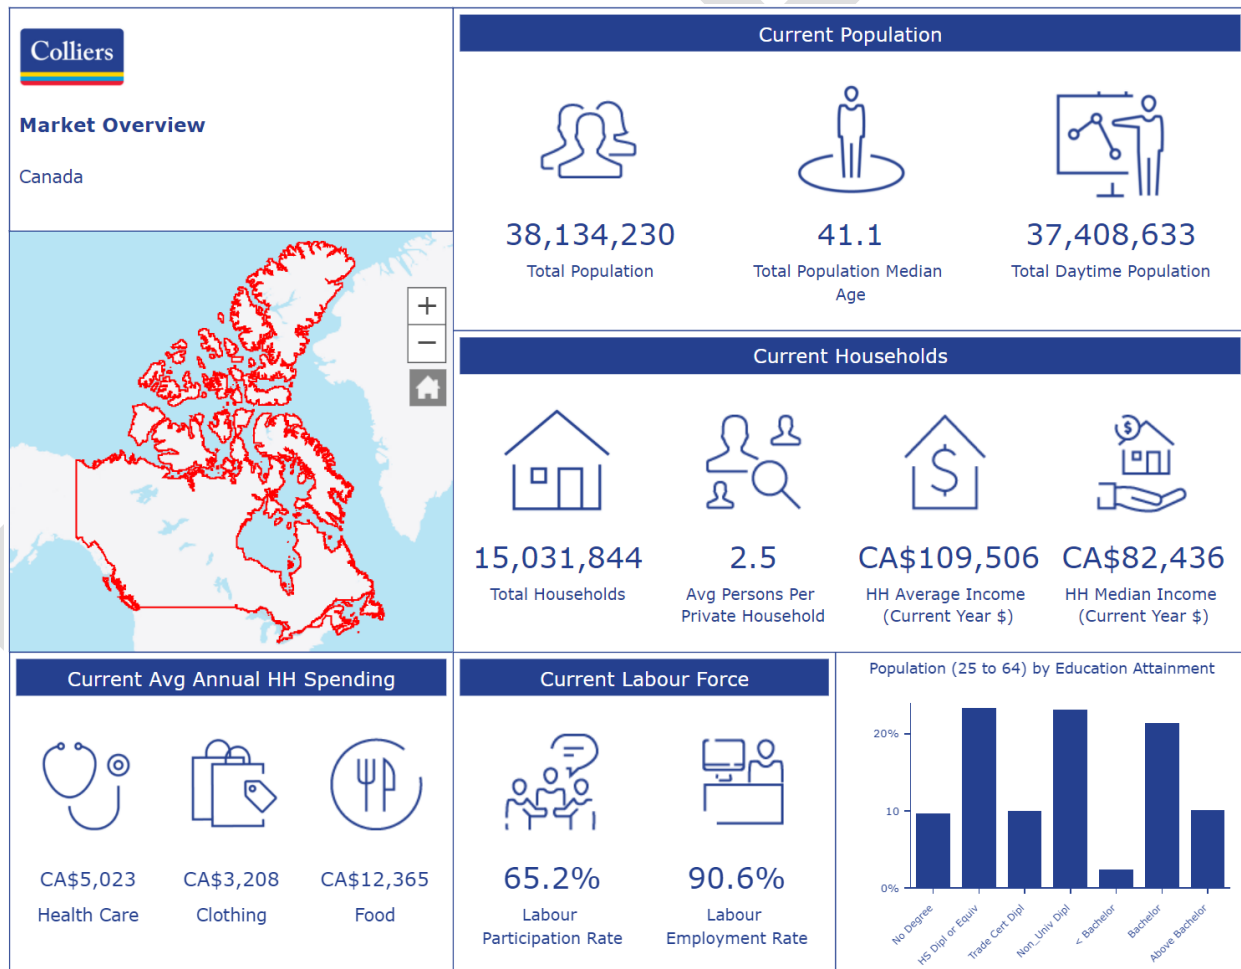 Colliers
Market Overview
Canada
+
−
Current Population
38,134,230
Total Population
41.1
Total Population Median
Age
37,408,633
Total Daytime Population
Current Households
15,031,844
Total Households
2.5
Avg Persons Per
Private Household
CA$109,506
HH Average Income
(Current Year $)
CA$82,436
HH Median Income
(Current Year $)
Current Avg Annual HH Spending
CA$5,023
Health Care
CA$3,208
Clothing
CA$12,365
Food
Current Labour Force
65.2%
Labour
Participation Rate
90.6%
Labour
Employment Rate
Population (25 to 64) by Education Attainment
20%
10
0%
No Degree
HS Dipl or Equiv
Trade Cert Dipl
Non_Univ Dipl
< Bachelor
Bachelor
Above Bachelor